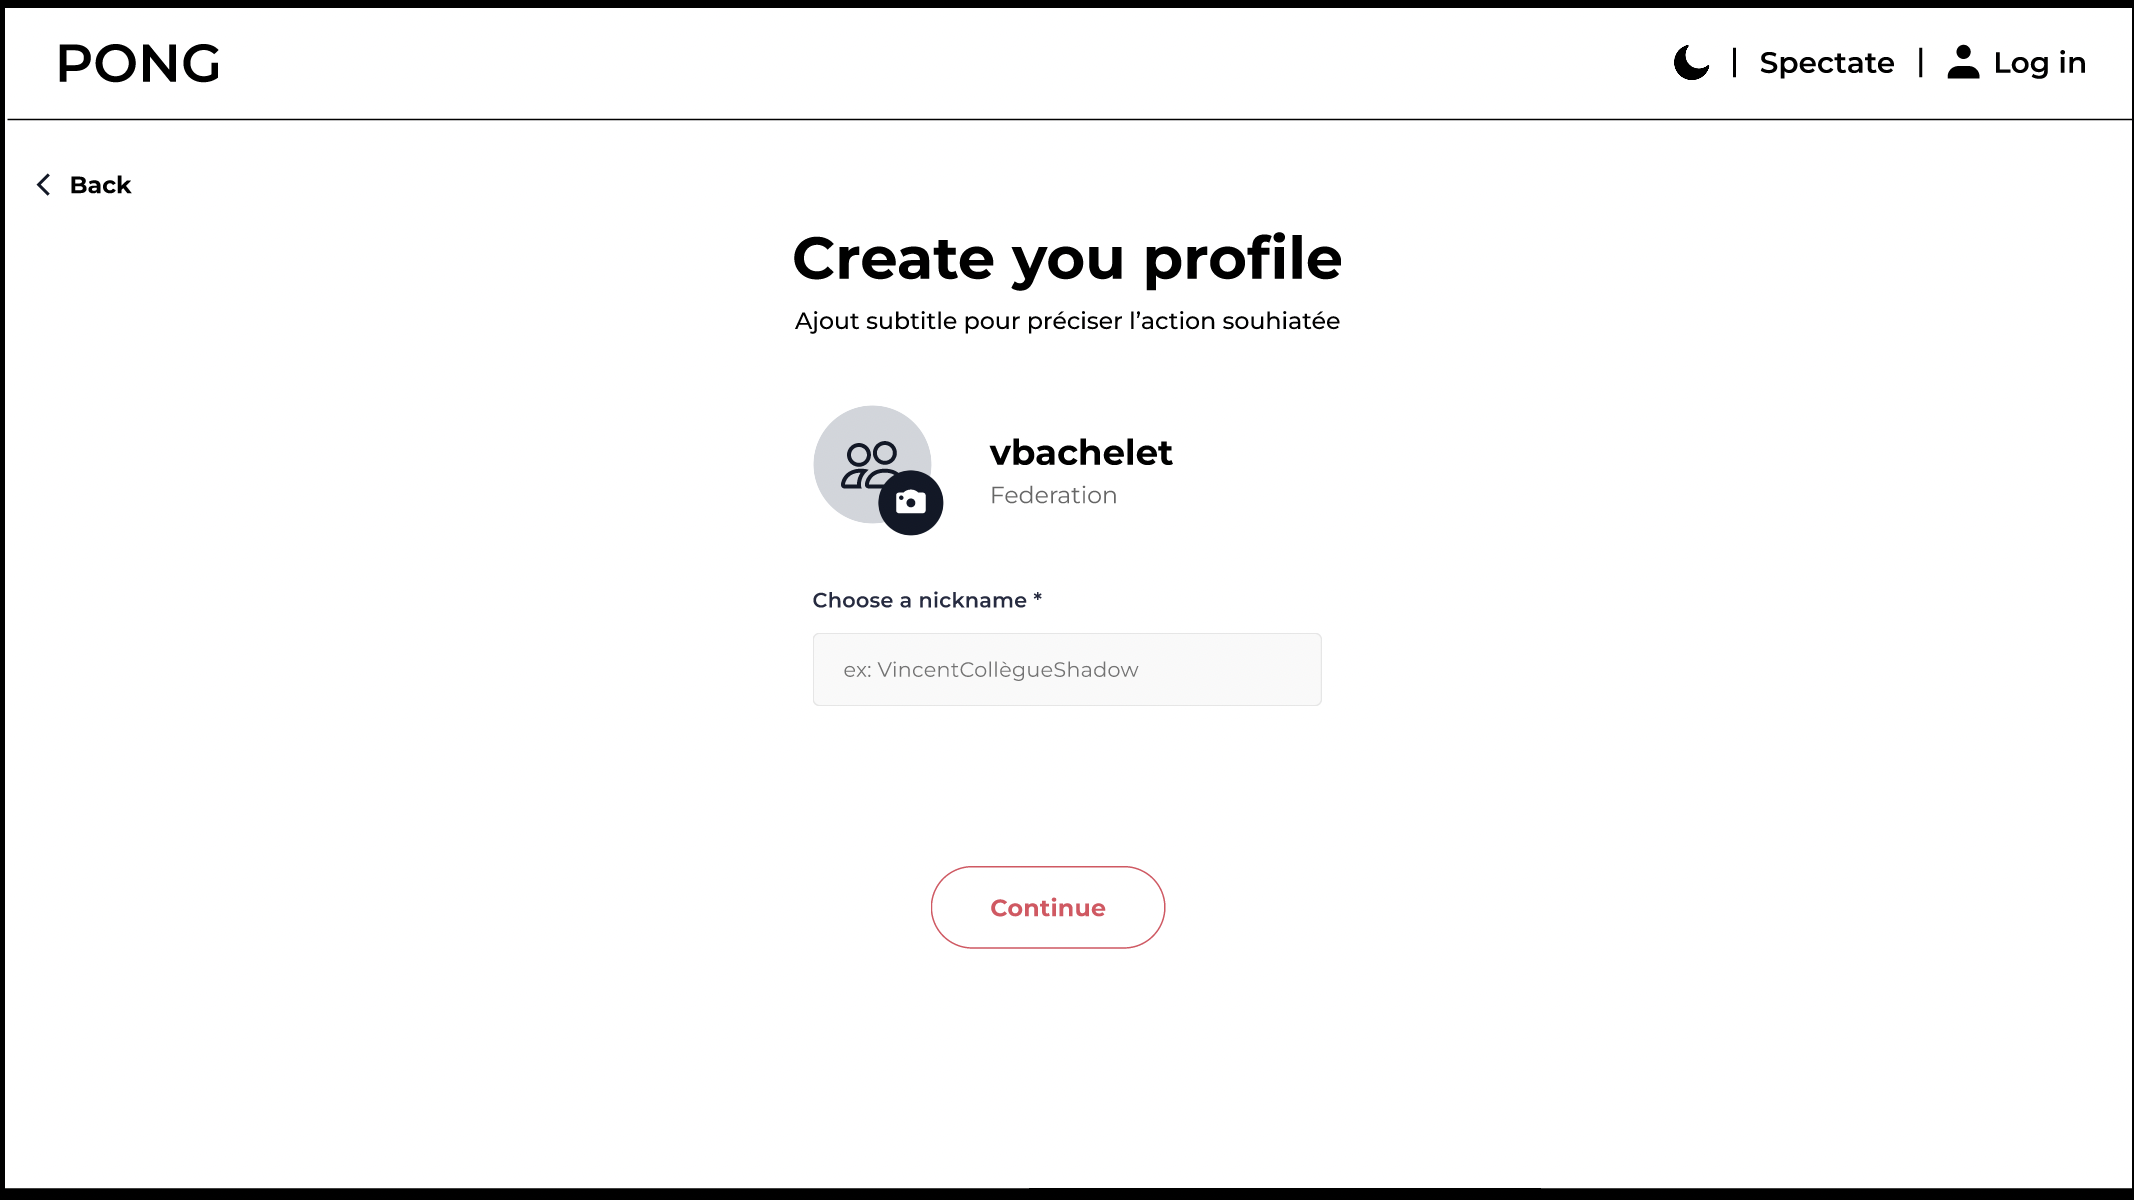 PONG
| Spectate | Log in
Back
Create you profile
Ajout subtitle pour préciser l’action souhiatée
vbachelet
Federation
Choose a nickname *
ex: VincentCollègueShadow
Continue